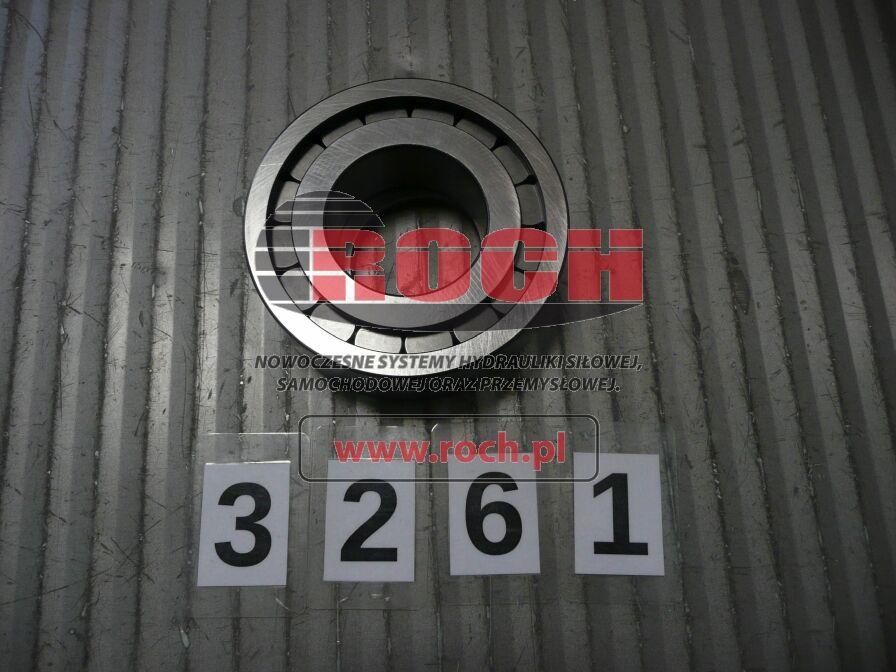 ROCH
NOWOCZESNE SYSTEMY HYDRAULIKI SIŁOWEJ,
SAMOCHODOWEJ ORAZ PRZEMYSŁOWEJ.
www.roch.pl
3 2 6 1